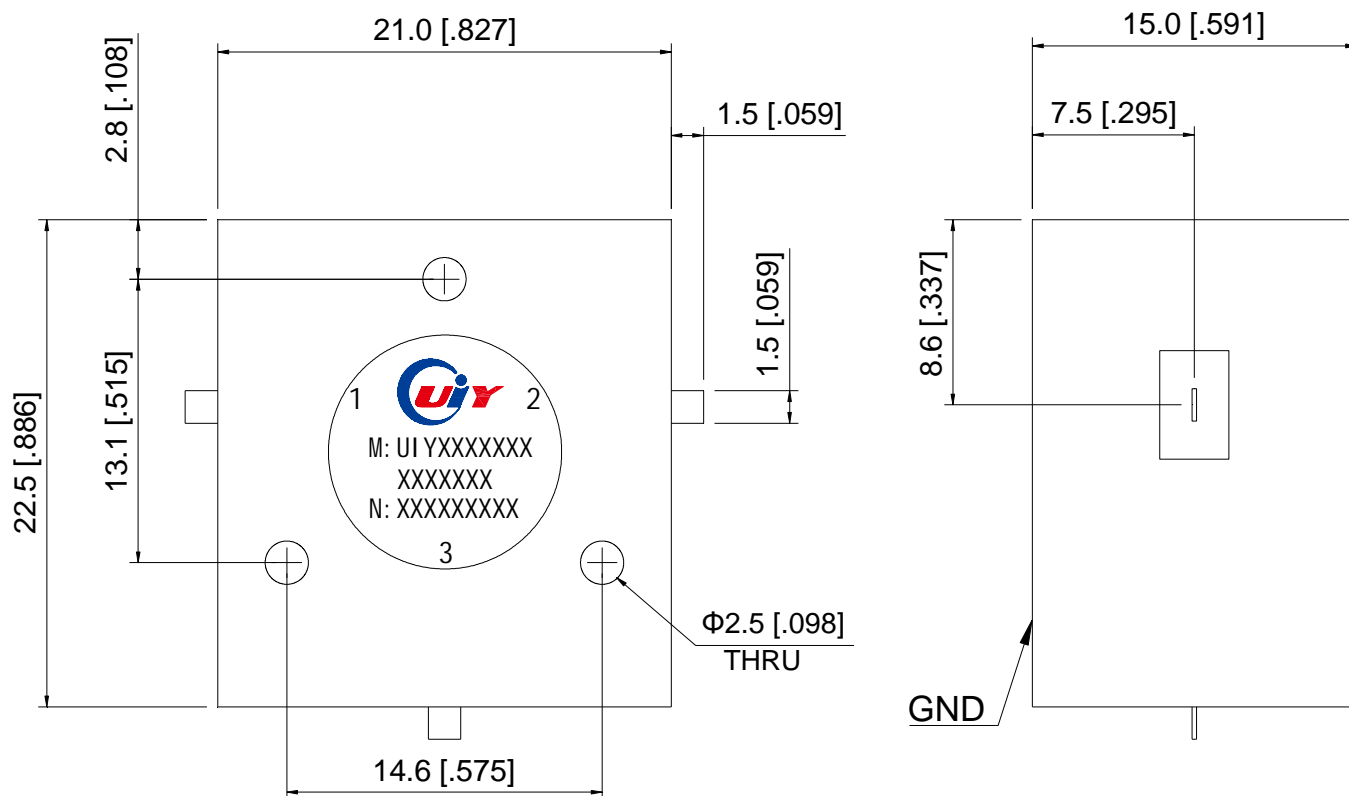 21.0 [.827]
15.0 [.591]
2.8 [.108]
1.5 [.059]
7.5 [.295]
22.5 [.886]
13.1 [.515]
1.5 [.059]
8.6 [.337]
UiY
1
2
M: UIYXXXXXXX
XXXXXXX
N: XXXXXXXXX
3
Φ2.5 [.098]
THRU
GND
14.6 [.575]